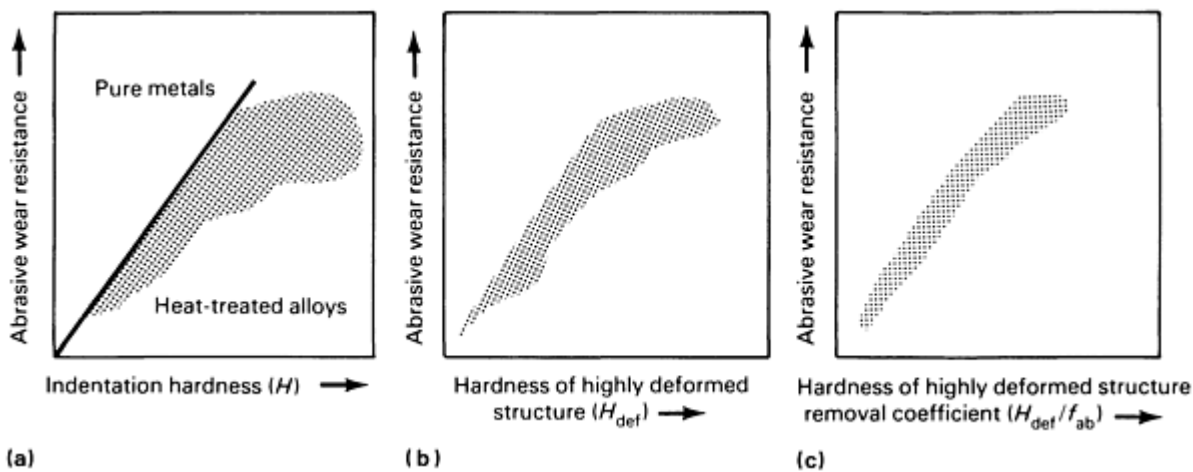 Abrasive wear resistance
Pure metals
Heat-treated alloys
Indentation hardness (H)
(a)
Abrasive wear resistance
Hardness of highly deformed
structure (H_def)
(b)
Abrasive wear resistance
Hardness of highly deformed structure
removal coefficient (H_def/f_ab)
(c)